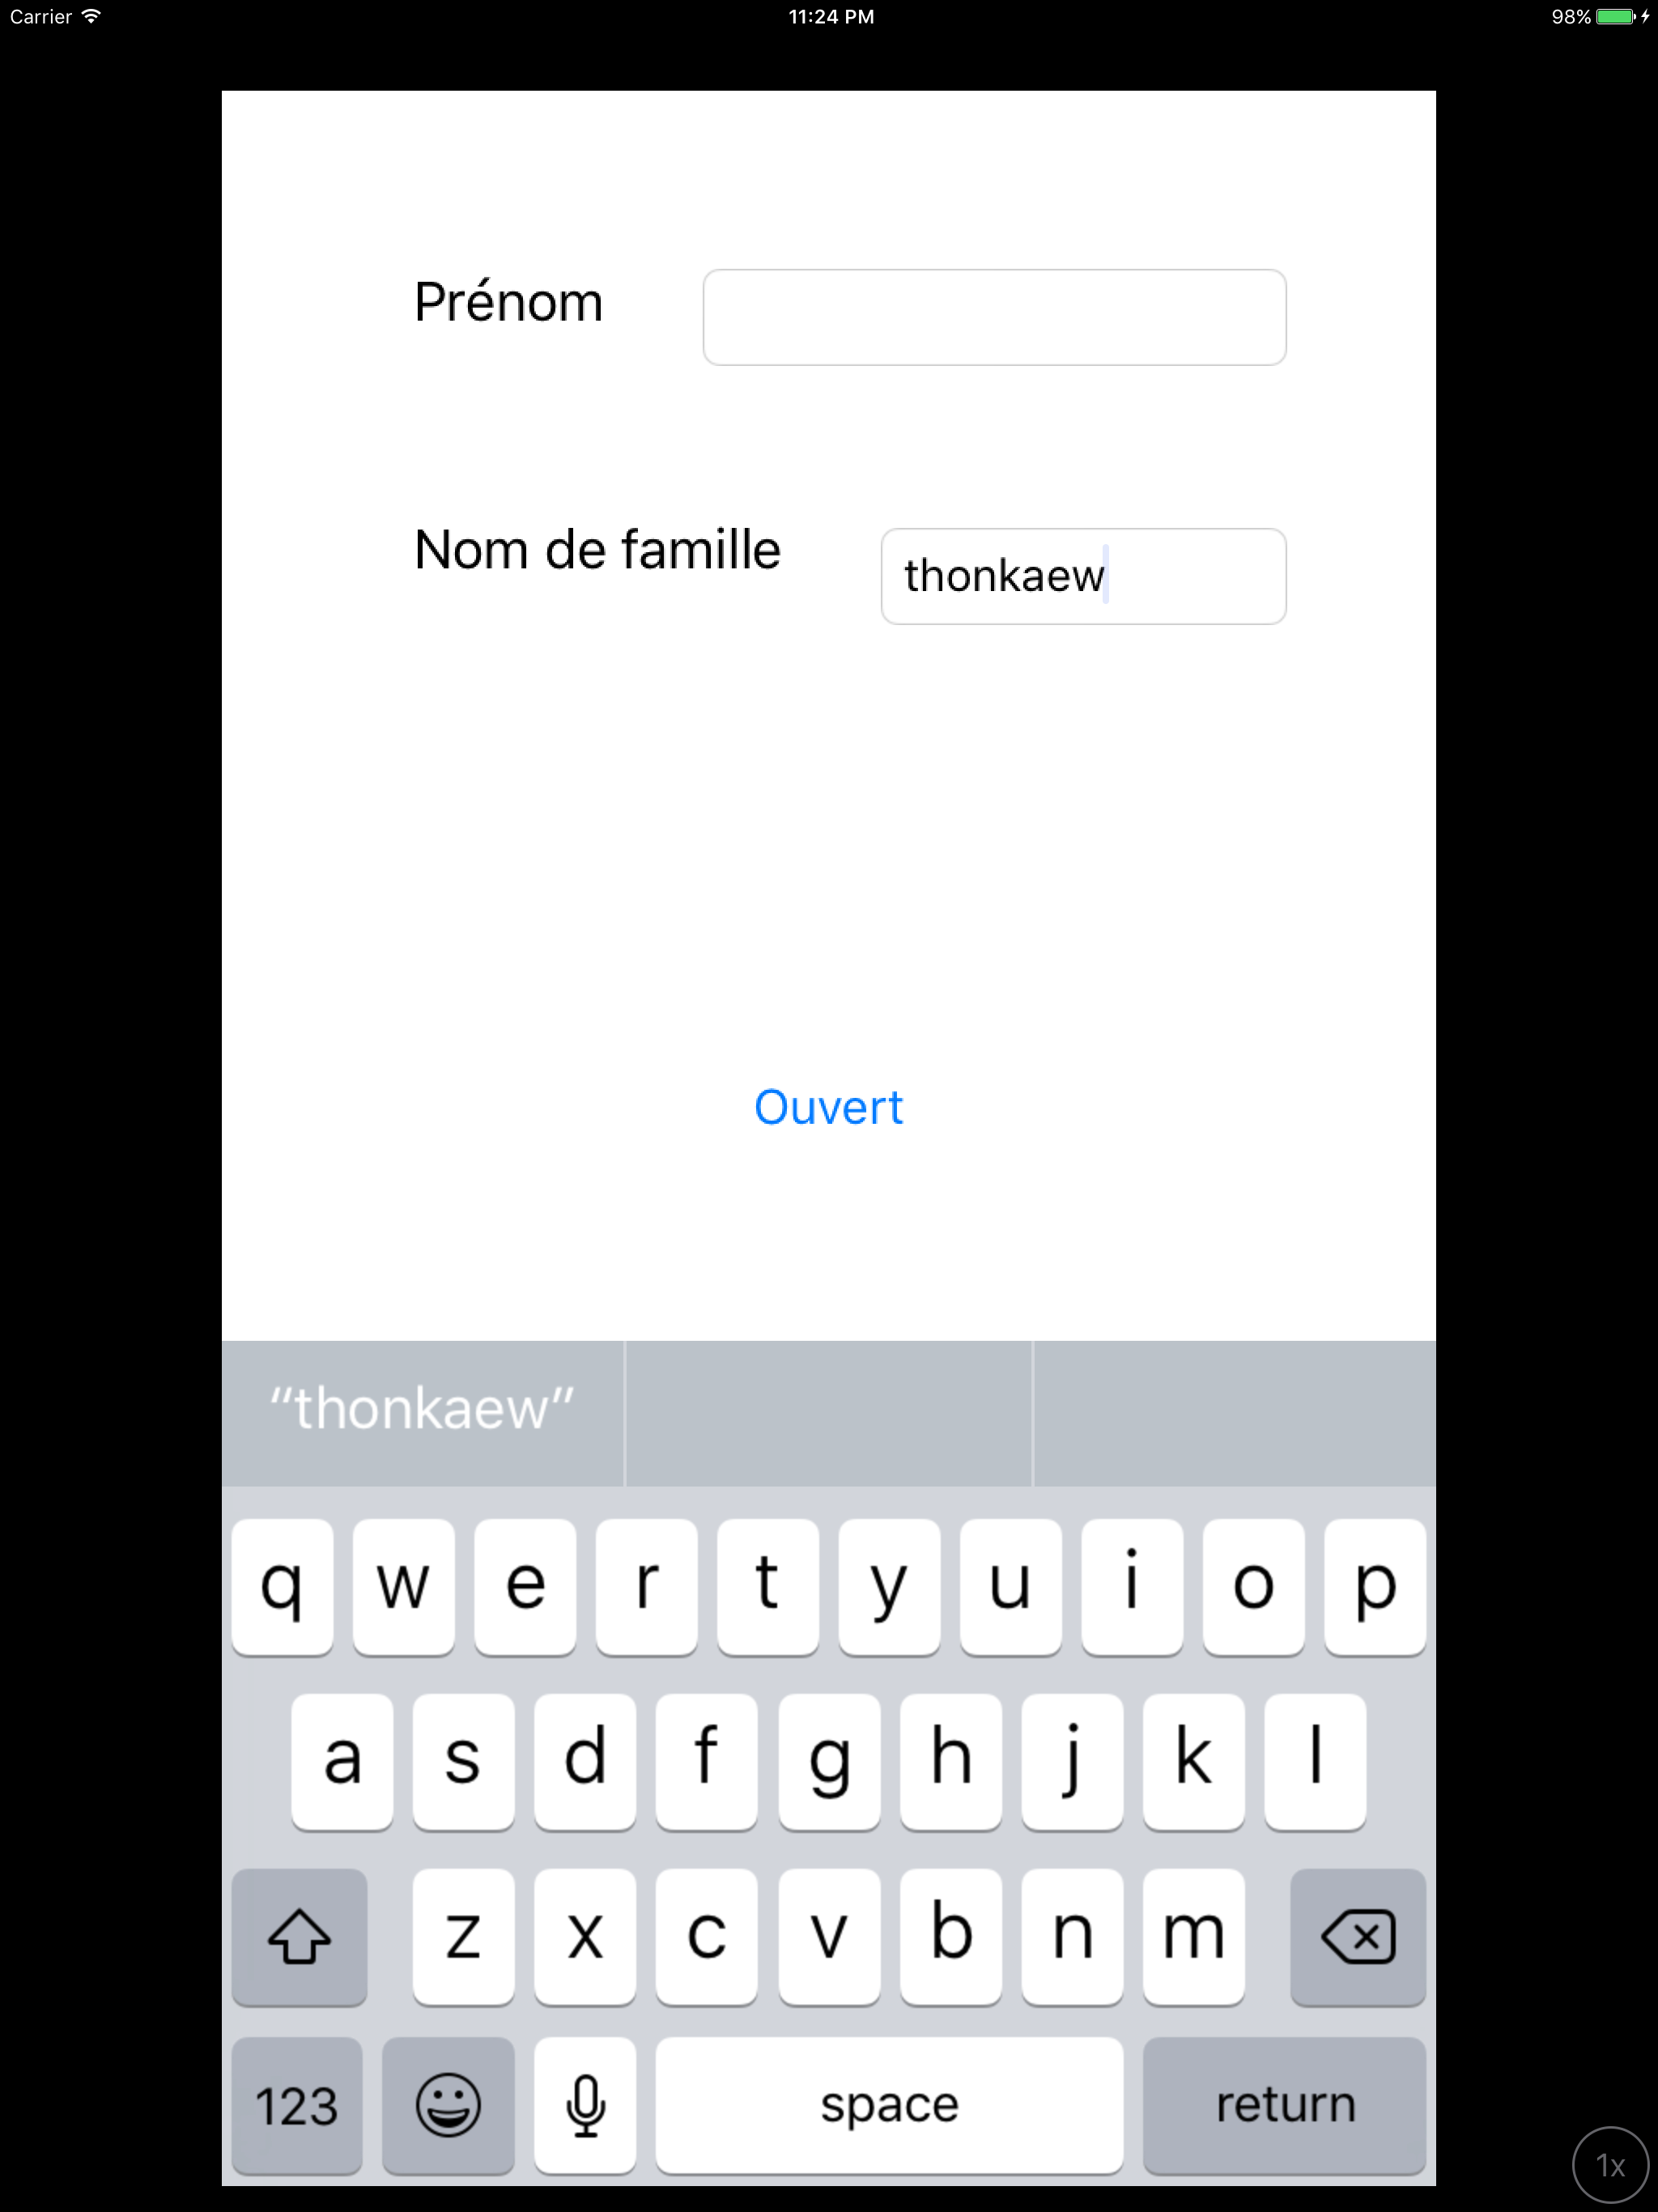 Carrier 11:24 PM 98%
Prénom
Nom de famille thonkaew
Ouvert
“thonkaew”
q w e r t y u i o p
a s d f g h j k l
z x c v b n m
123 space return
1x